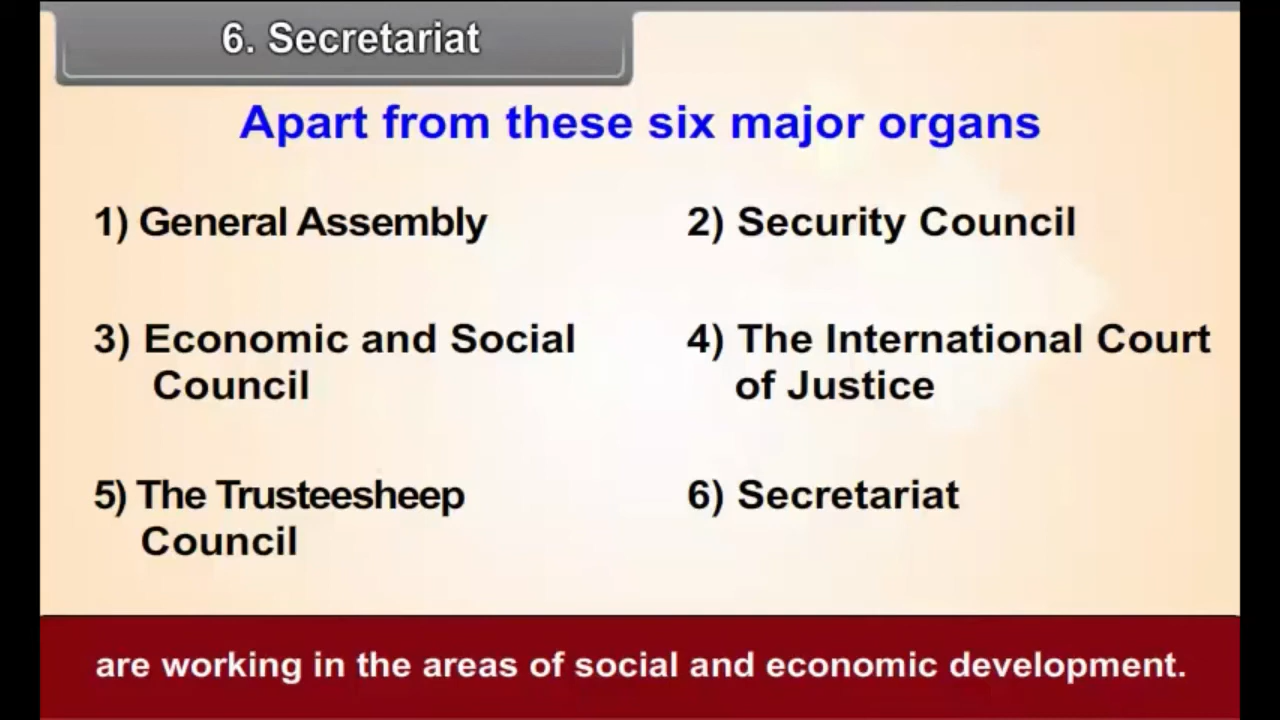 6. Secretariat
Apart from these six major organs
1) General Assembly
2) Security Council
3) Economic and Social
Council
4) The International Court
of Justice
5) The Trusteesheep
Council
6) Secretariat
are working in the areas of social and economic development.